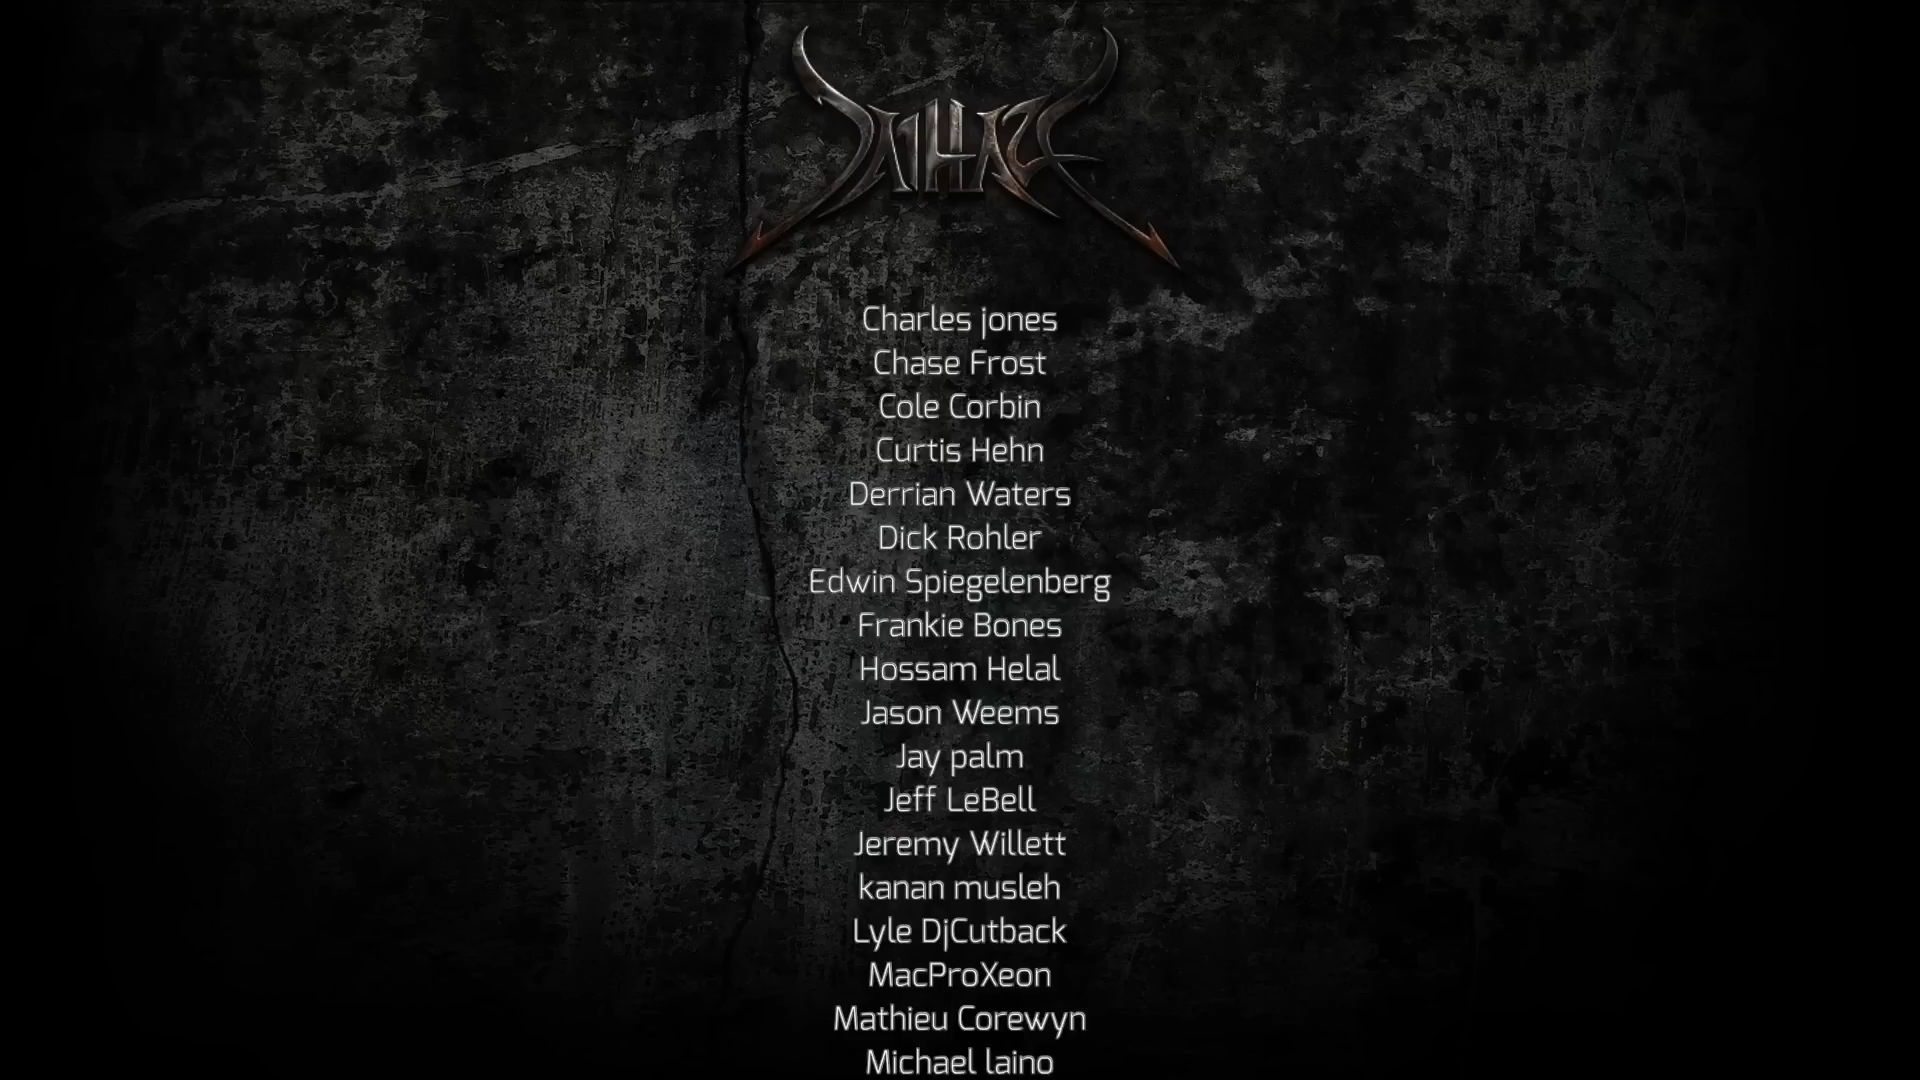 Charles jones
Chase Frost
Cole Corbin
Curtis Hehn
Derrian Waters
Dick Rohler
Edwin Spiegelenberg
Frankie Bones
Hossam Helal
Jason Weems
Jay palm
Jeff LeBell
Jeremy Willett
kanan musleh
Lyle DjCutback
MacProXeon
Mathieu Corewyn
Michael laino